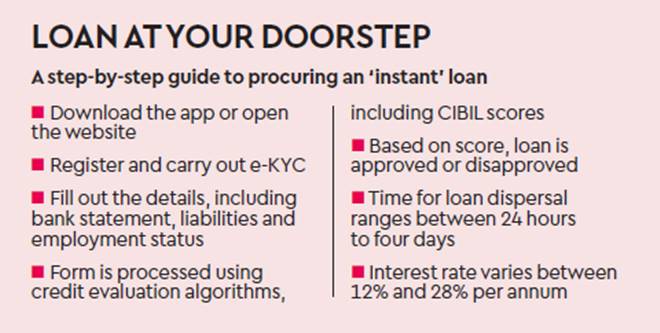 LOAN AT YOUR DOORSTEP
A step-by-step guide to procuring an ‘instant’ loan
■ Download the app or open
the website
■ Register and carry out e-KYC
■ Fill out the details, including
bank statement, liabilities and
employment status
■ Form is processed using
credit evaluation algorithms,
including CIBIL scores
■ Based on score, loan is
approved or disapproved
■ Time for loan dispersal
ranges between 24 hours
to four days
■ Interest rate varies between
12% and 28% per annum